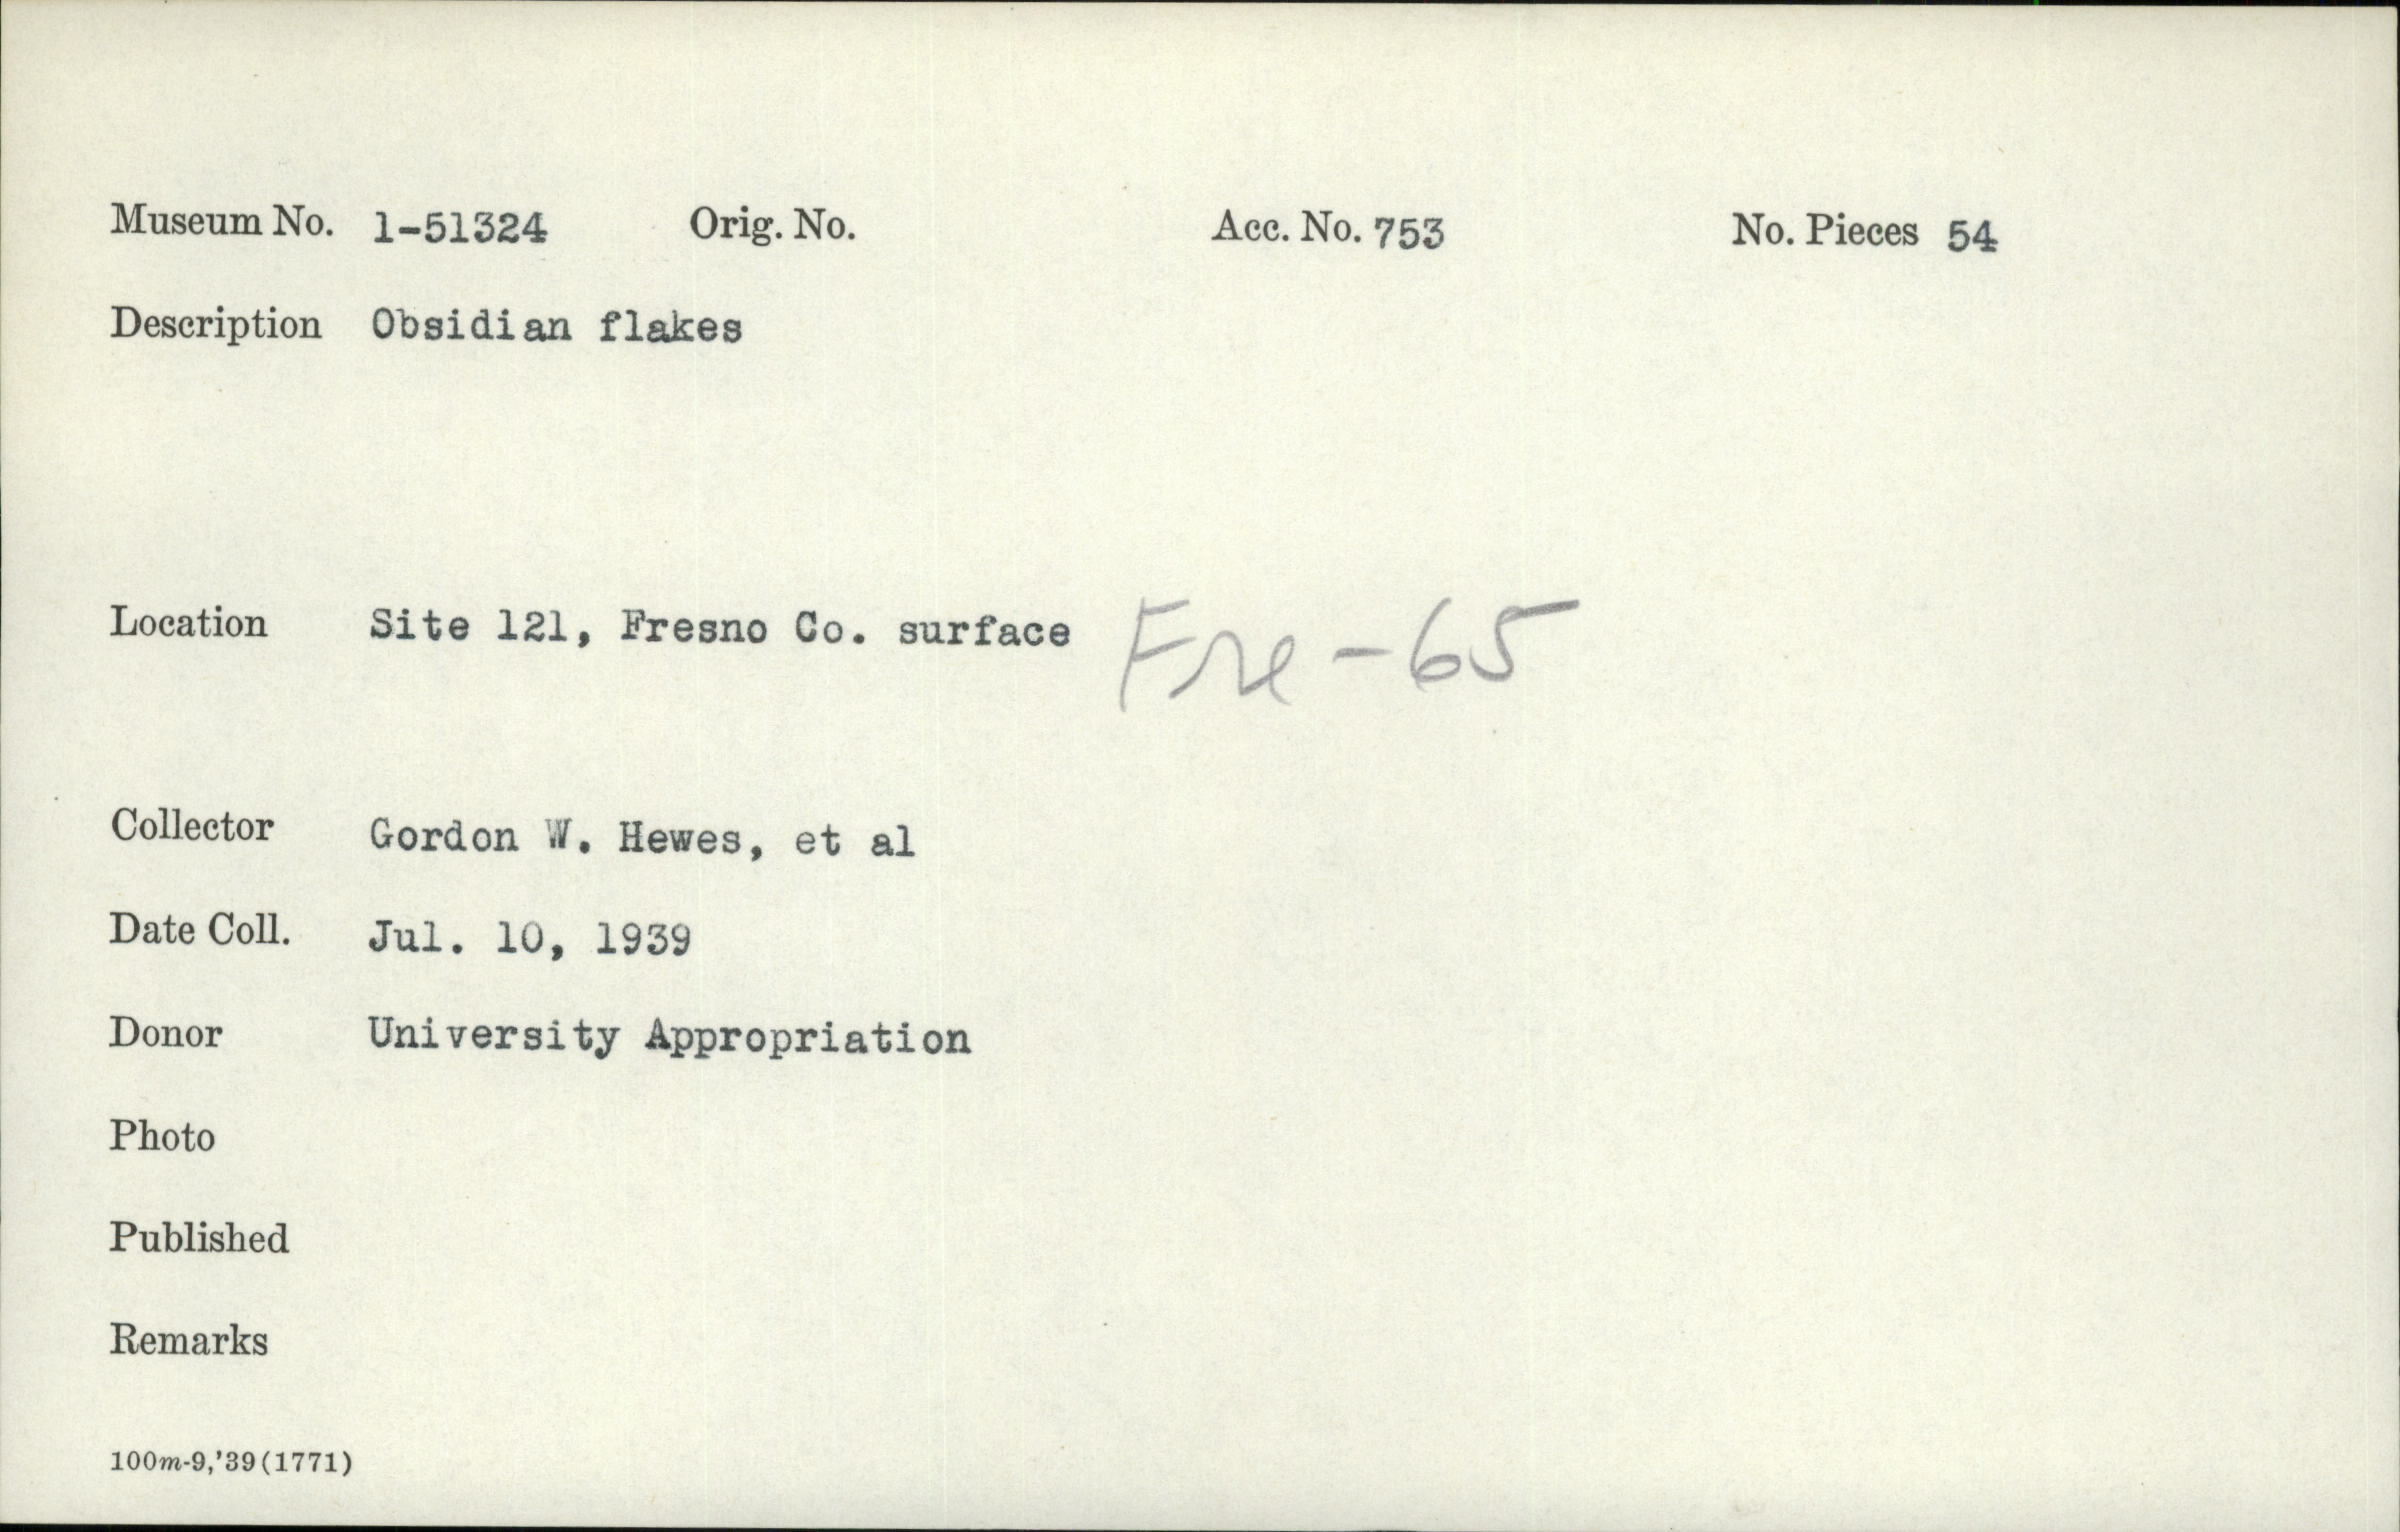 Museum No. 1-51324 Orig. No. Acc. No. 753 No. Pieces 54
Description Obsidian flakes
Location Site 121, Fresno Co. surface Fre-65
Collector Gordon W. Hewes, et al
Date Coll. Jul. 10, 1939
Donor University Appropriation
Photo
Published
Remarks
100m-9,'39(1771)